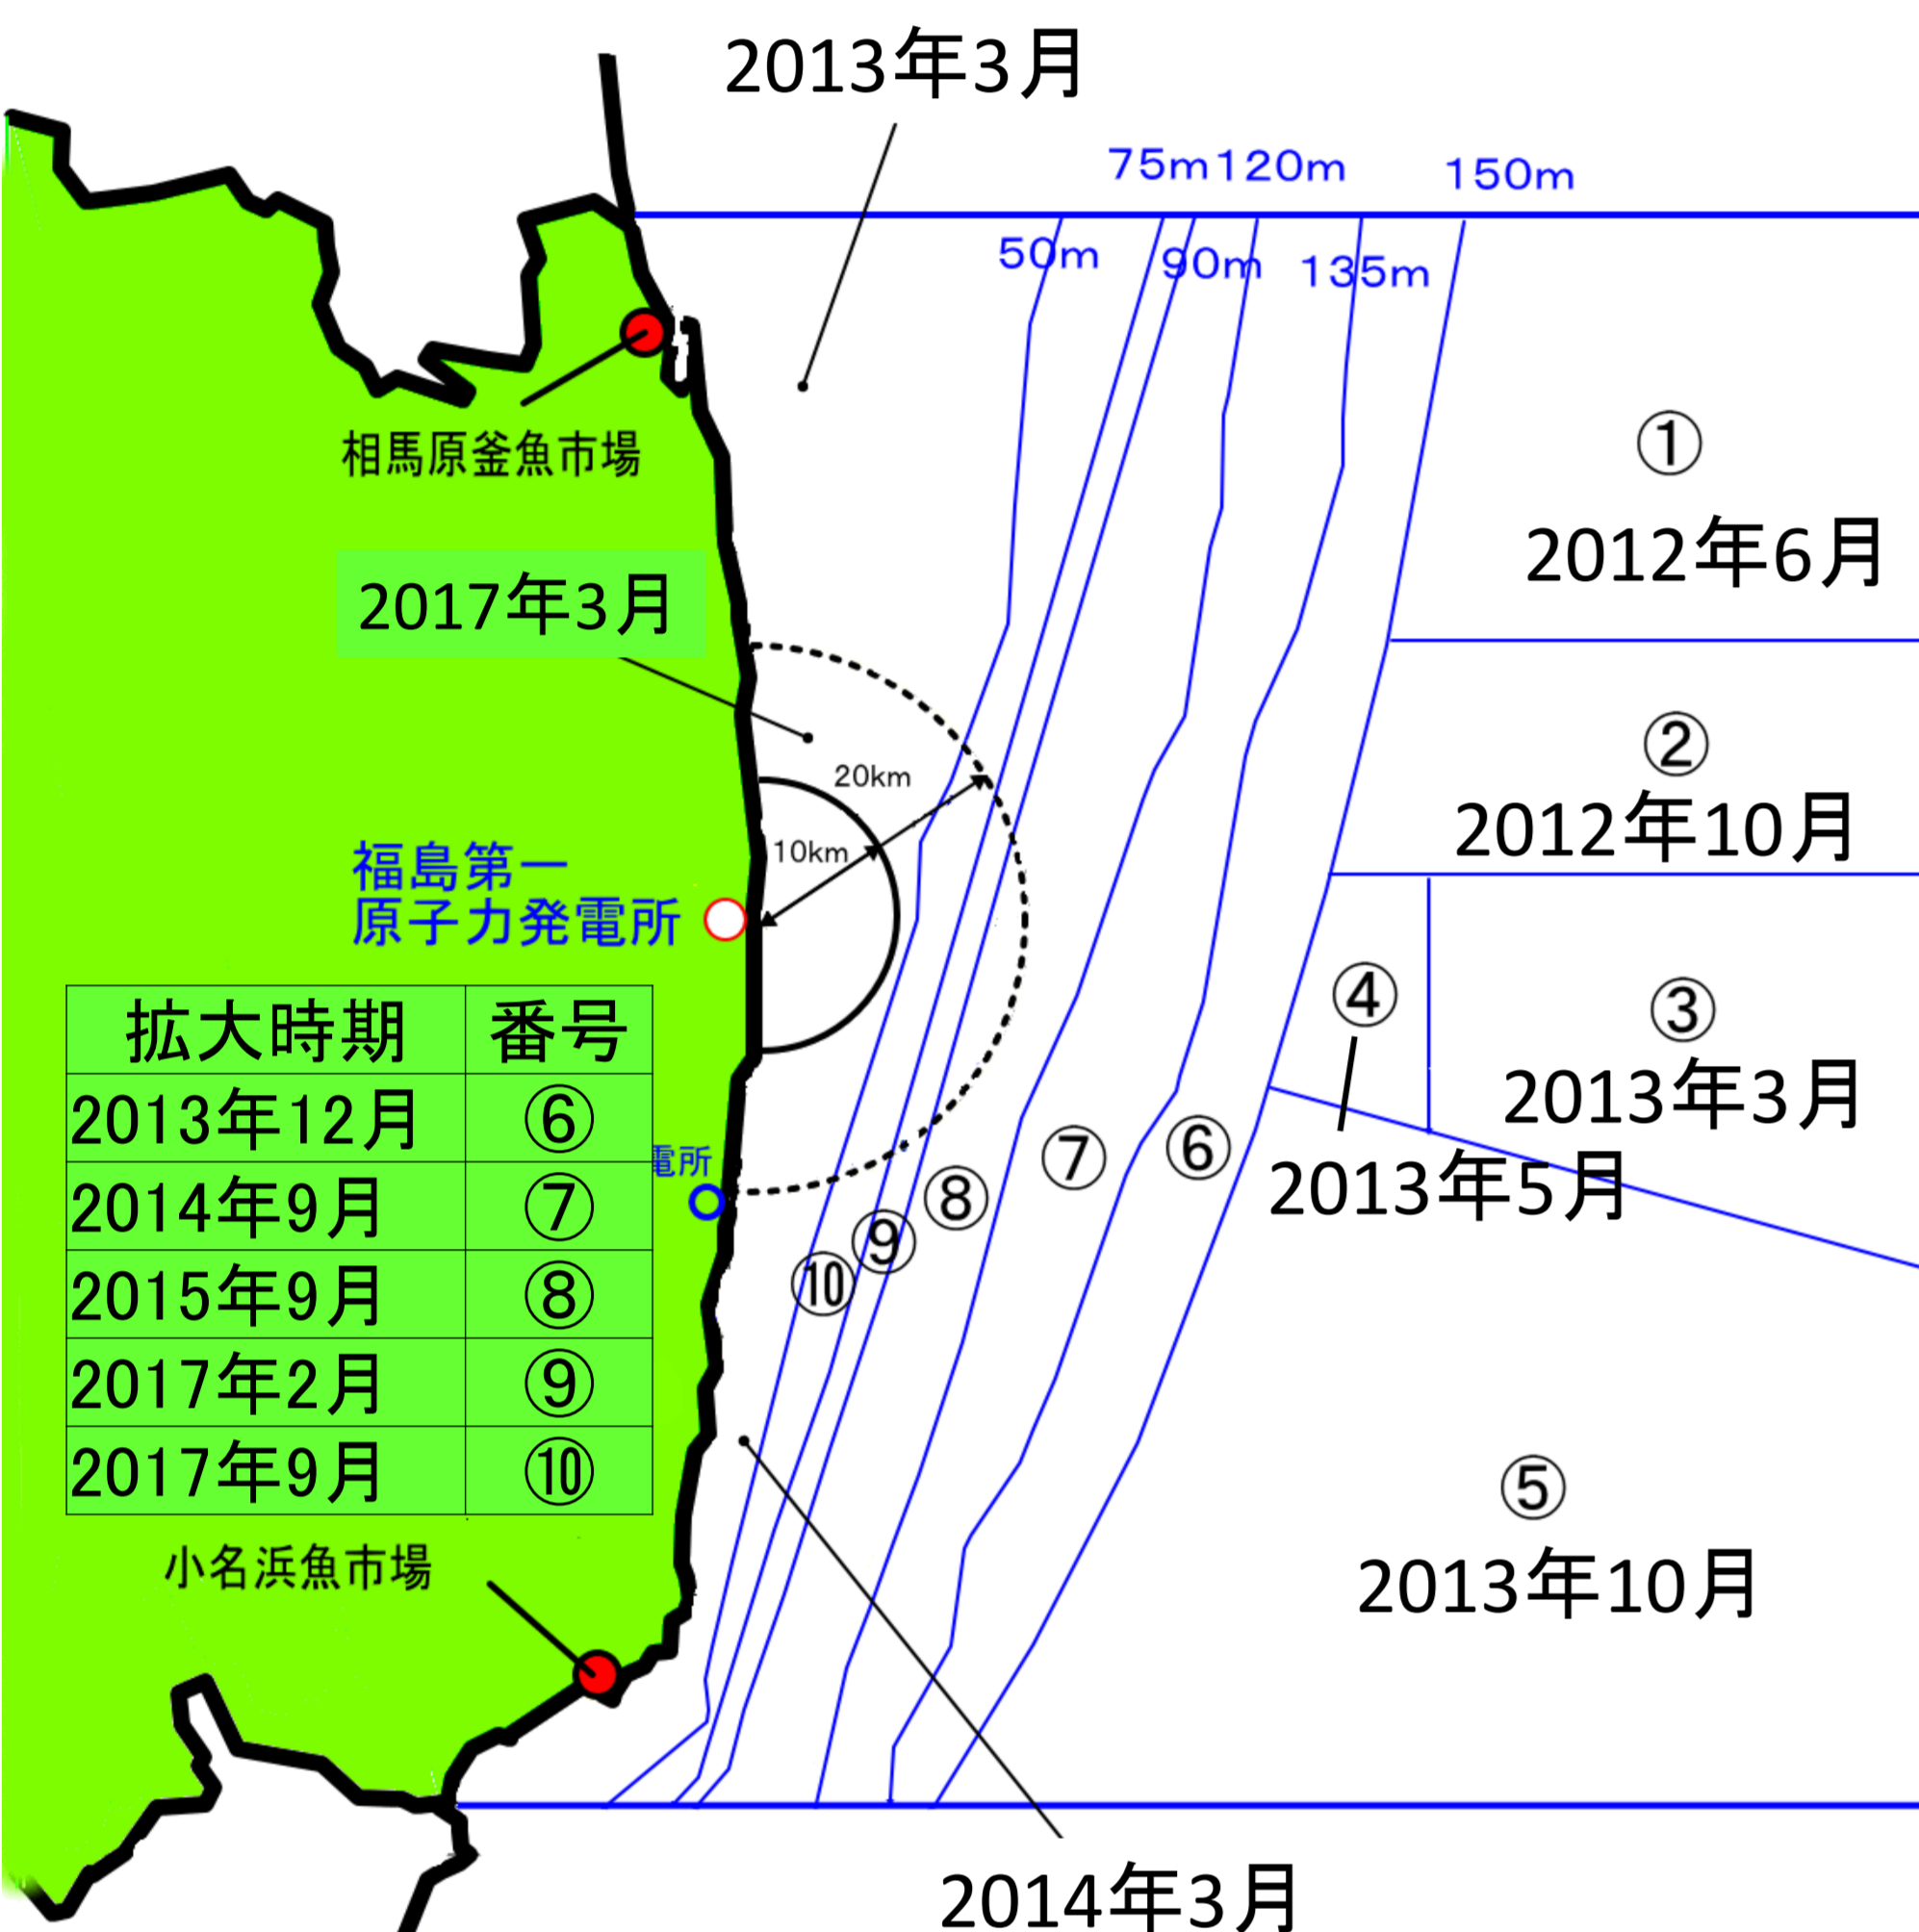 2013年3月
75m
120m
150m
50m
90m
135m
①
2012年6月
相馬原釜魚市場
2017年3月
②
2012年10月
20km
10km
福島第一
原子力発電所
④
③
2013年3月
2013年5月
拡大時期 番号
2013年12月 ⑥
2014年9月 ⑦
2015年9月 ⑧
2017年2月 ⑨
2017年9月 ⑩
電所
⑦
⑥
⑧
⑨
⑩
⑤
2013年10月
小名浜魚市場
2014年3月